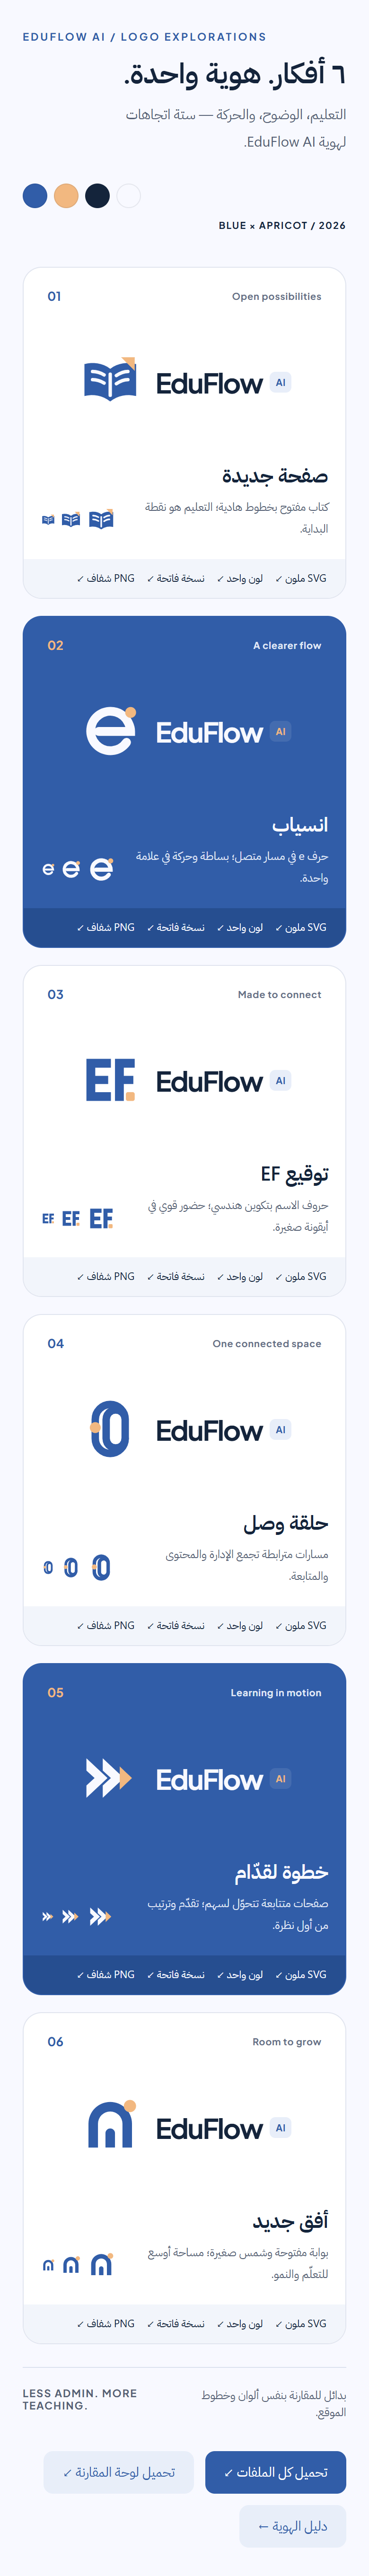 EDUFLOW AI / LOGO EXPLORATIONS
٦ أفكار. هوية واحدة.
التعليم، الوضوح، والحركة — ستة اتجاهات
لهوية EduFlow AI.
BLUE × APRICOT / 2026
01
Open possibilities
EduFlow AI
صفحة جديدة
كتاب مفتوح بخطوط هادية؛ التعليم هو نقطة
البداية.
SVG ملون ✓ لون واحد ✓ نسخة فاتحة ✓ PNG شفاف ✓
02
A clearer flow
e
EduFlow AI
انسياب
حرف e في مسار متصل؛ بساطة وحركة في علامة
واحدة.
SVG ملون ✓ لون واحد ✓ نسخة فاتحة ✓ PNG شفاف ✓
03
Made to connect
EF.
EduFlow AI
توقيع EF
EF. EF. EF.
حروف الاسم بتكوين هندسي؛ حضور قوي في
أيقونة صغيرة.
SVG ملون ✓ لون واحد ✓ نسخة فاتحة ✓ PNG شفاف ✓
04
One connected space
EduFlow AI
حلقة وصل
مسارات مترابطة تجمع الإدارة والمحتوى
والمتابعة.
SVG ملون ✓ لون واحد ✓ نسخة فاتحة ✓ PNG شفاف ✓
05
Learning in motion
EduFlow AI
خطوة لقدّام
صفحات متتابعة تتحوّل لسهم؛ تقدّم وترتيب
من أول نظرة.
SVG ملون ✓ لون واحد ✓ نسخة فاتحة ✓ PNG شفاف ✓
06
Room to grow
EduFlow AI
أفق جديد
بوابة مفتوحة وشمس صغيرة؛ مساحة أوسع
للتعلّم والنمو.
SVG ملون ✓ لون واحد ✓ نسخة فاتحة ✓ PNG شفاف ✓
بدائل للمقارنة بنفس ألوان وخطوط
الموقع.
LESS ADMIN. MORE
TEACHING.
تحميل كل الملفات ✓
تحميل لوحة المقارنة ✓
دليل الهوية ←